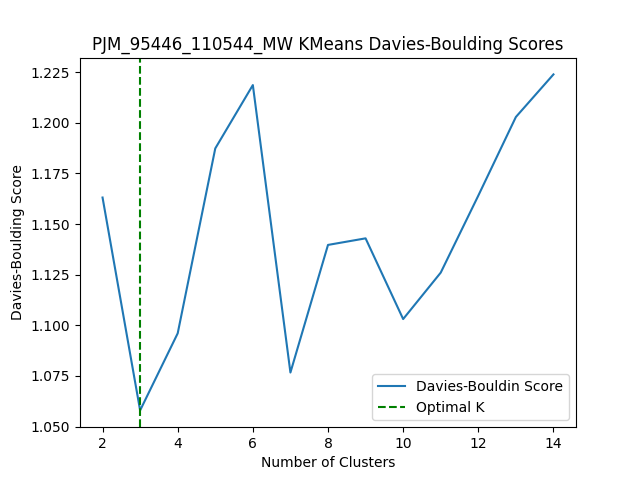 PJM_95446_110544_MW KMeans Davies-Boulding Scores
Davies-Boulding Score
1.225
1.200
1.175
1.150
1.125
1.100
1.075
1.050
Davies-Bouldin Score
Optimal K
2 4 6 8 10 12 14
Number of Clusters